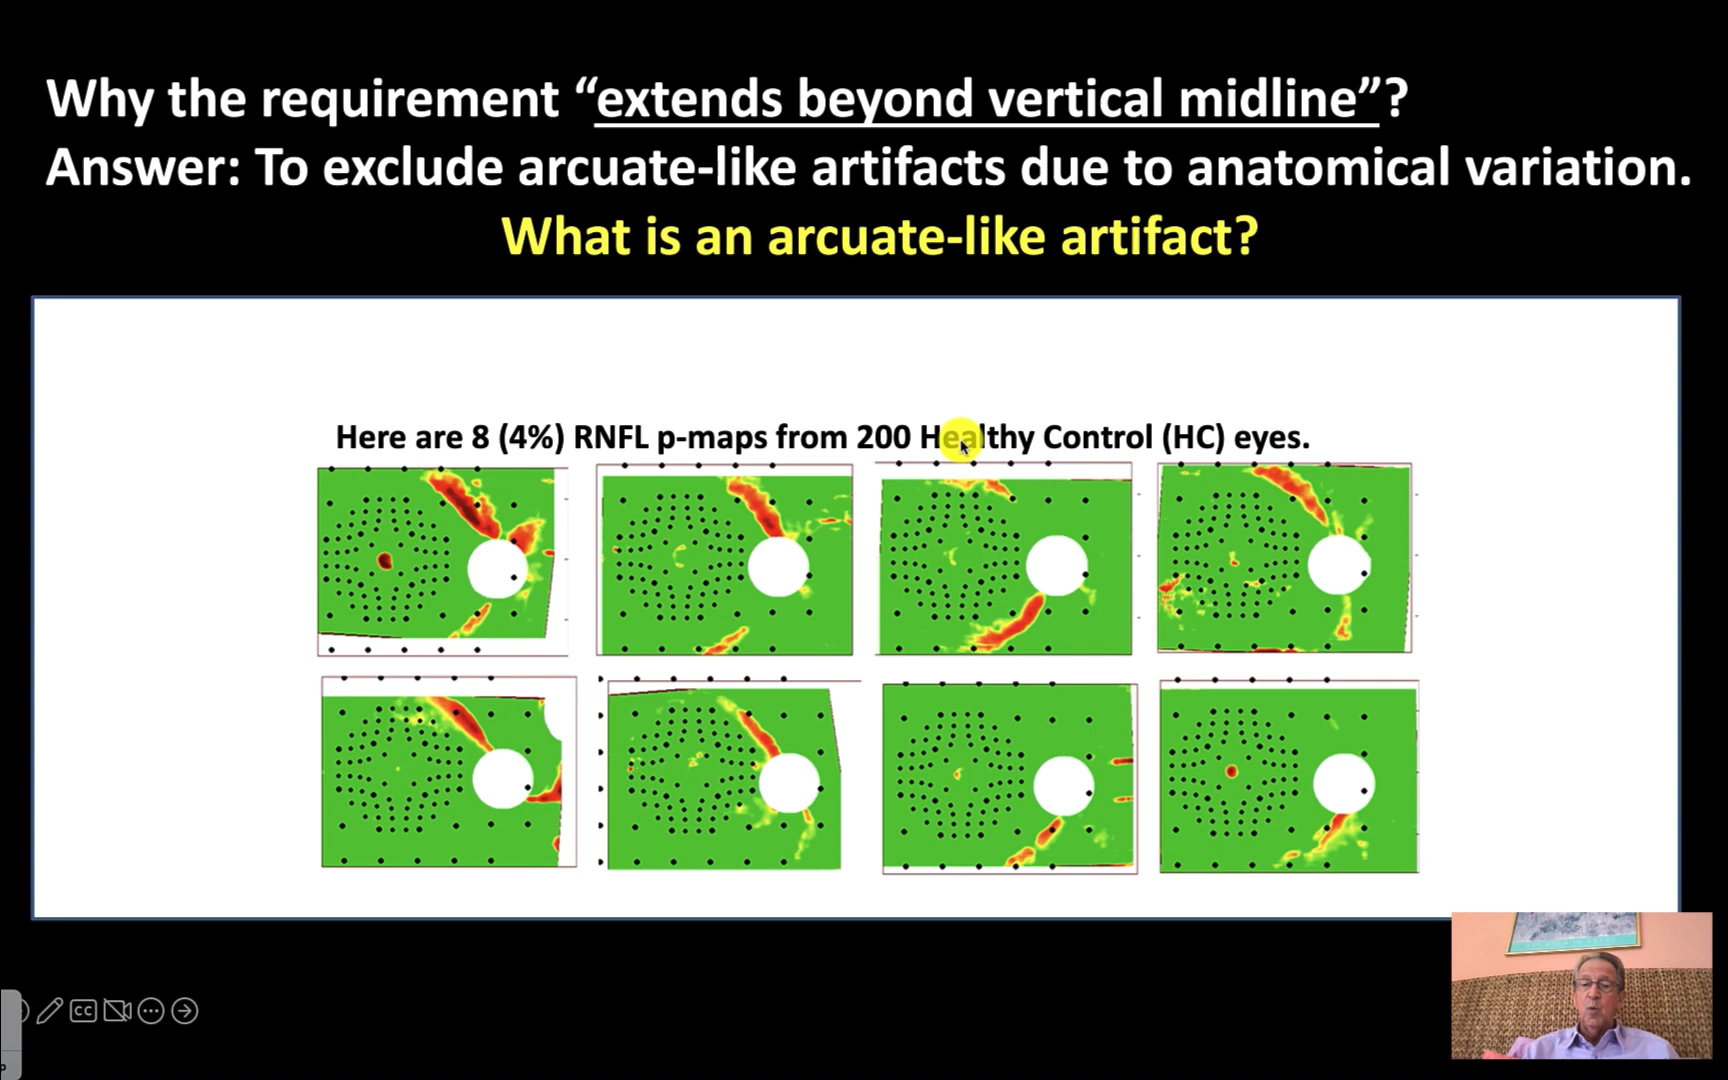 Why the requirement “extends beyond vertical midline”?
Answer: To exclude arcuate-like artifacts due to anatomical variation.
What is an arcuate-like artifact?
Here are 8 (4%) RNFL p-maps from 200 Healthy Control (HC) eyes.
CC